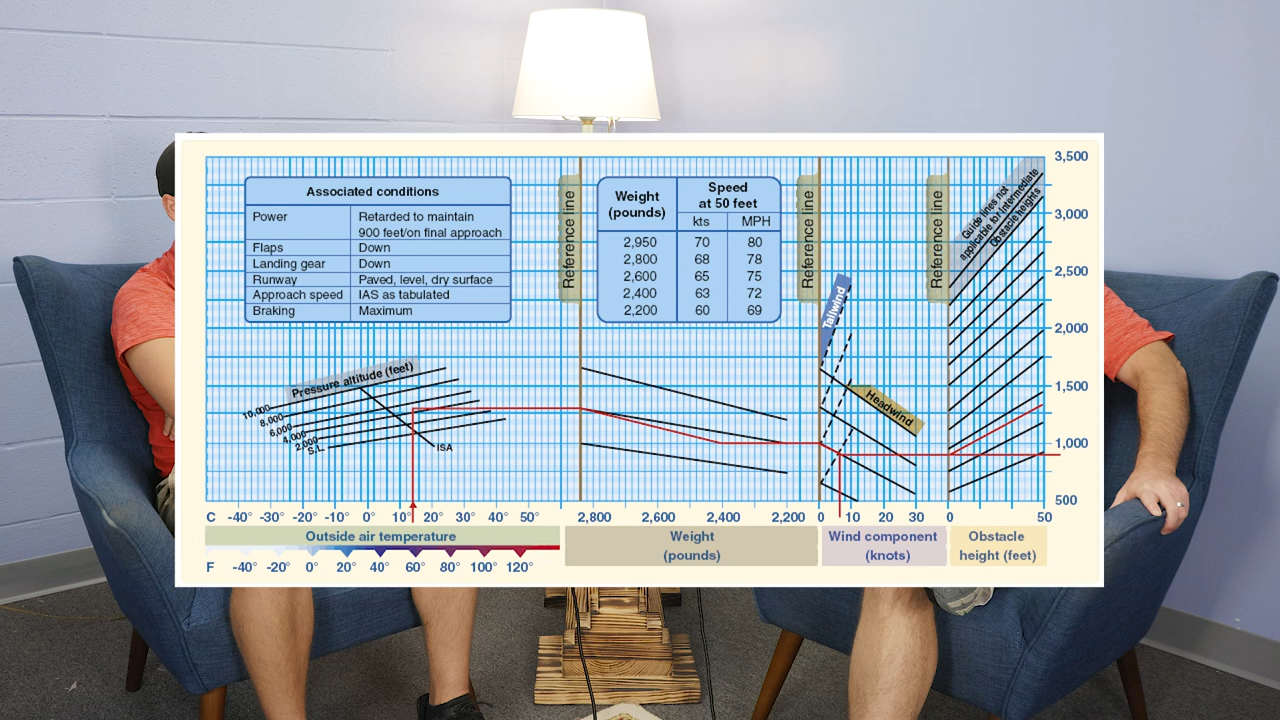 Associated conditions
Power Retarded to maintain
900 feet/on final approach
Flaps Down
Landing gear Down
Runway Paved, level, dry surface
Approach speed IAS as tabulated
Braking Maximum
Reference line
Weight
(pounds)
Speed
at 50 feet
kts MPH
2,950 70 80
2,800 68 78
2,600 65 75
2,400 63 72
2,200 60 69
Reference line
Reference line
Guide lines not
applicable for intermediate
Obstacle heights
Tailwind
Headwind
Pressure altitude (feet)
10,000
8,000
6,000
4,000
2,000
S.L.
ISA
3,500
3,000
2,500
2,000
1,500
1,000
500
C -40° -30° -20° -10° 0° 10° 20° 30° 40° 50°
2,800 2,600 2,400 2,200
0 10 20 30
0 50
Outside air temperature
F -40° -20° 0° 20° 40° 60° 80° 100° 120°
Weight
(pounds)
Wind component
(knots)
Obstacle
height (feet)